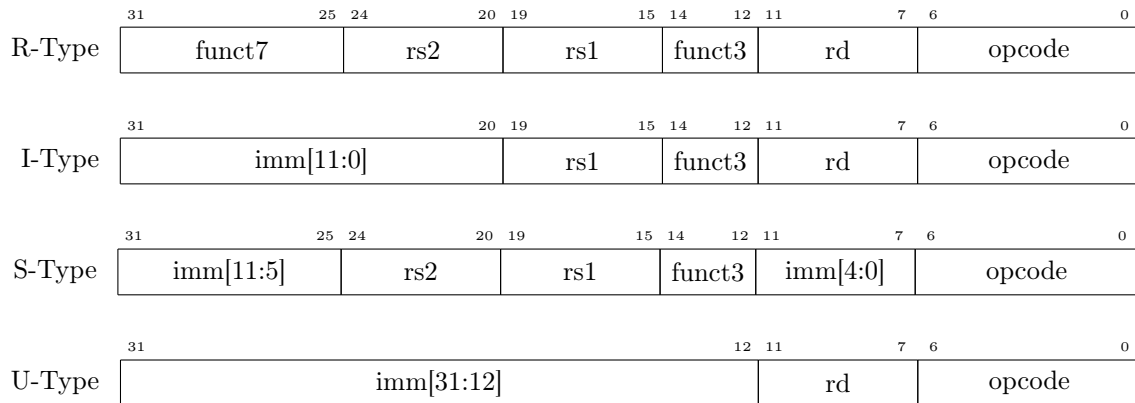 31 25 24 20 19 15 14 12 11 7 6 0
R-Type funct7 rs2 rs1 funct3 rd opcode
31 20 19 15 14 12 11 7 6 0
I-Type imm[11:0] rs1 funct3 rd opcode
31 25 24 20 19 15 14 12 11 7 6 0
S-Type imm[11:5] rs2 rs1 funct3 imm[4:0] opcode
31 12 11 7 6 0
U-Type imm[31:12] rd opcode